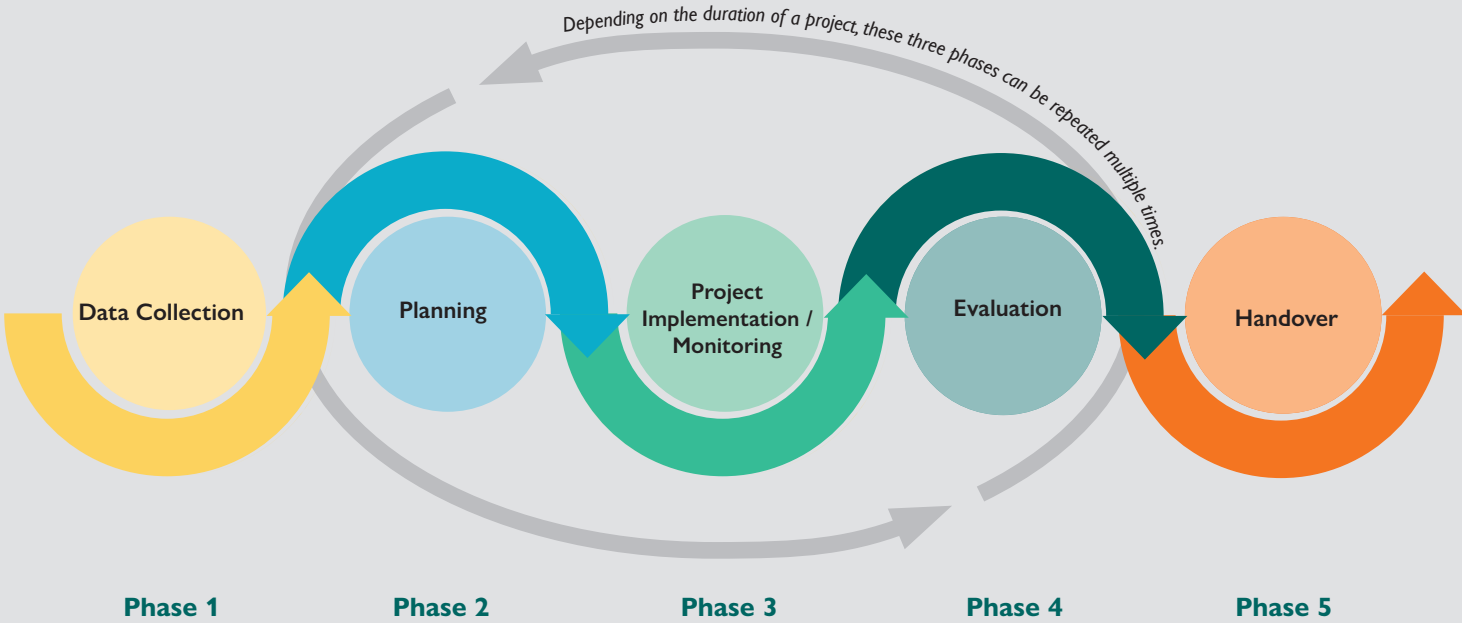 Depending on the duration of a project, these three phases can be repeated multiple times.
Data Collection
Planning
Project
Implementation /
Monitoring
Evaluation
Handover
Phase 1
Phase 2
Phase 3
Phase 4
Phase 5